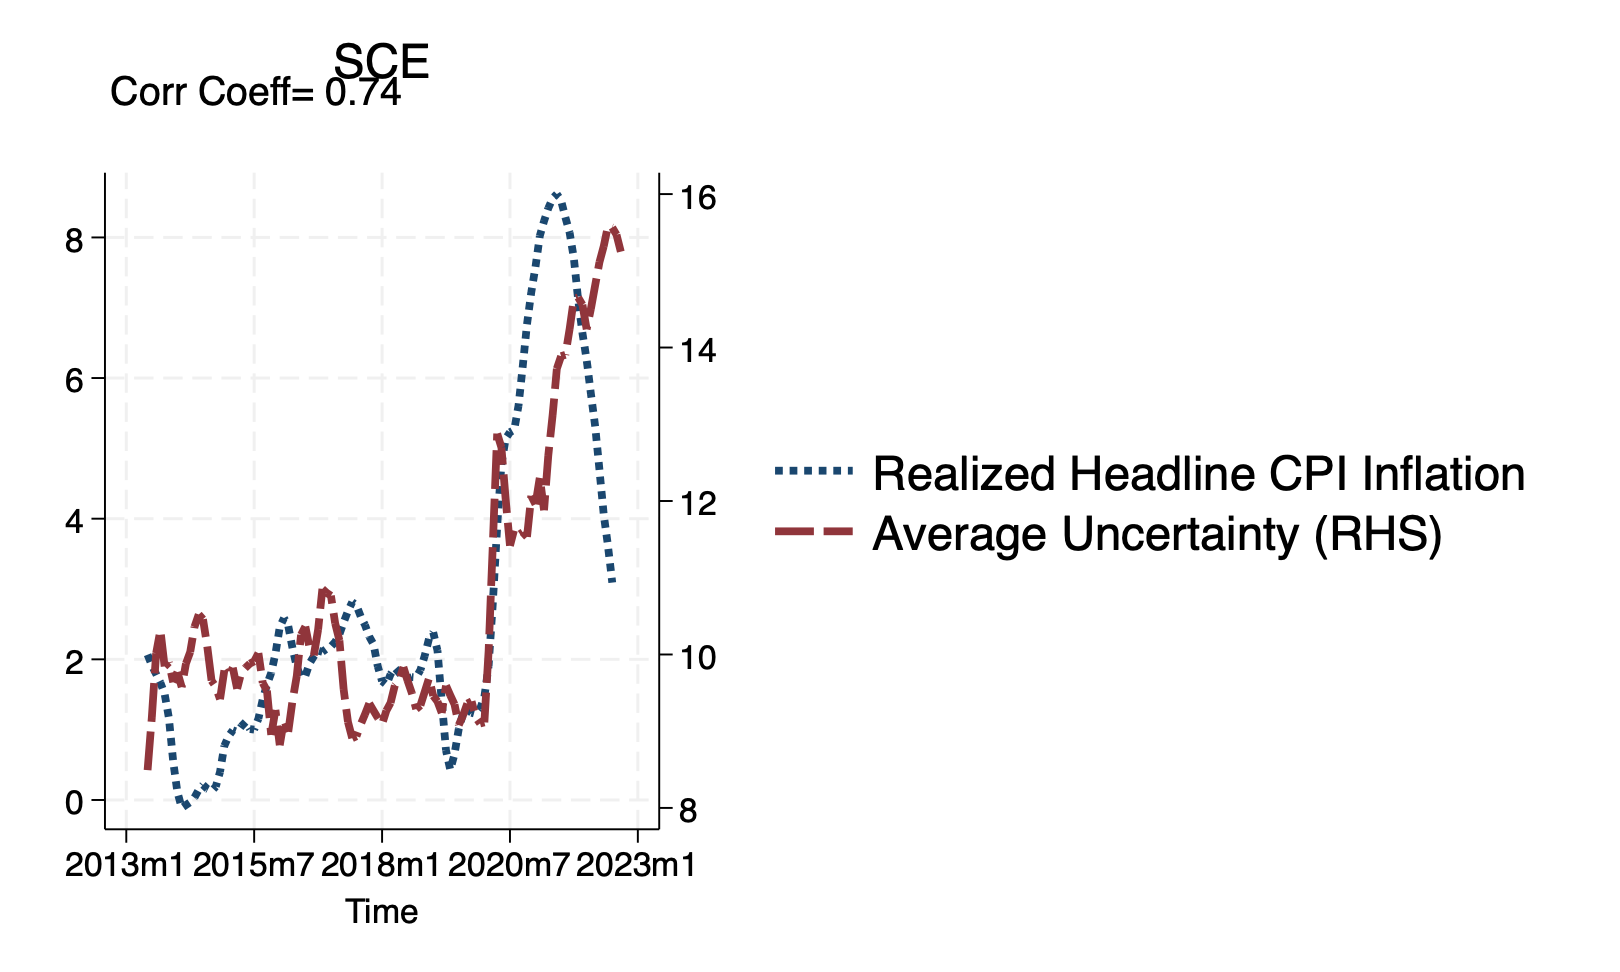 SCE
Corr Coeff= 0.74
16
8
14
6
12
4
10
2
8
0
2013m1 2015m7 2018m1 2020m7 2023m1
Time
Realized Headline CPI Inflation
Average Uncertainty (RHS)